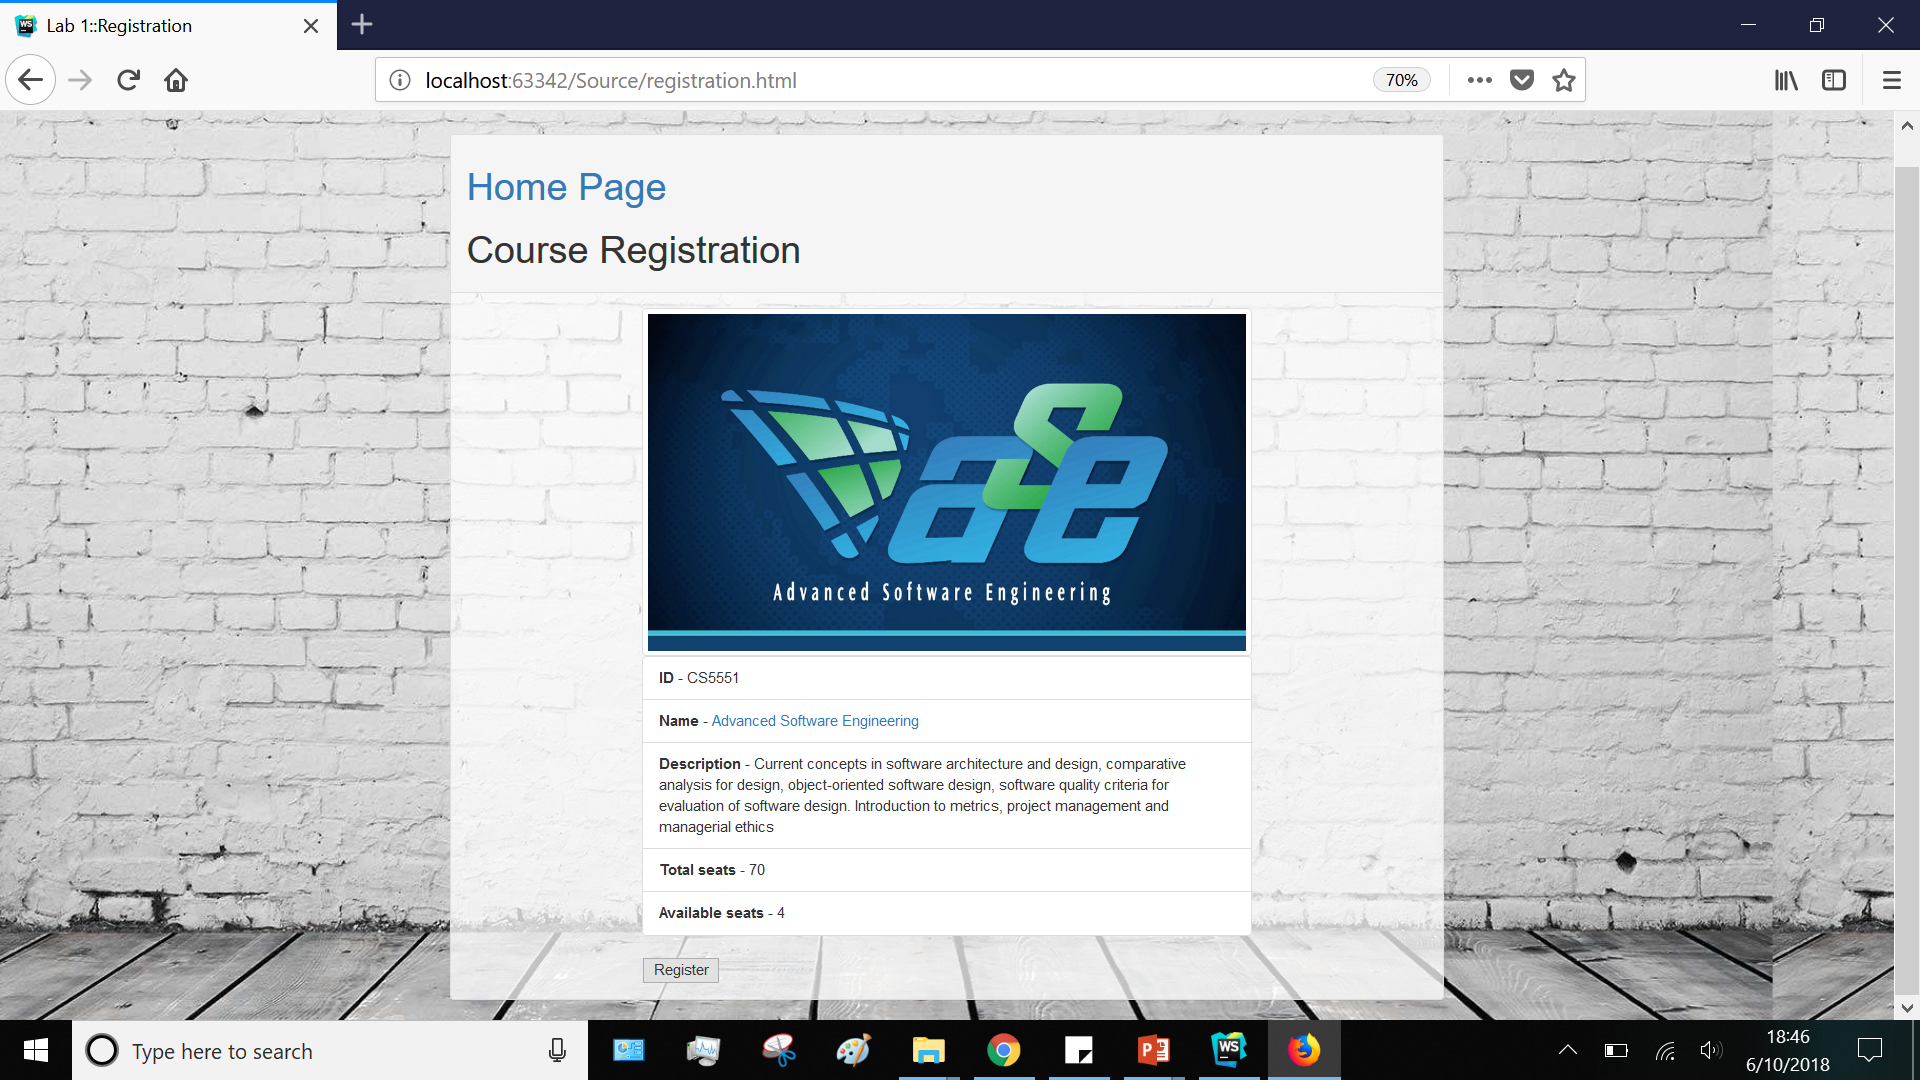 Lab 1::Registration
localhost:63342/Source/registration.html
70%
Home Page
Course Registration
ase
Advanced Software Engineering
ID - CS5551
Name - Advanced Software Engineering
Description - Current concepts in software architecture and design, comparative
analysis for design, object-oriented software design, software quality criteria for
evaluation of software design. Introduction to metrics, project management and
managerial ethics
Total seats - 70
Available seats - 4
Register
Type here to search
WS
18:46
6/10/2018